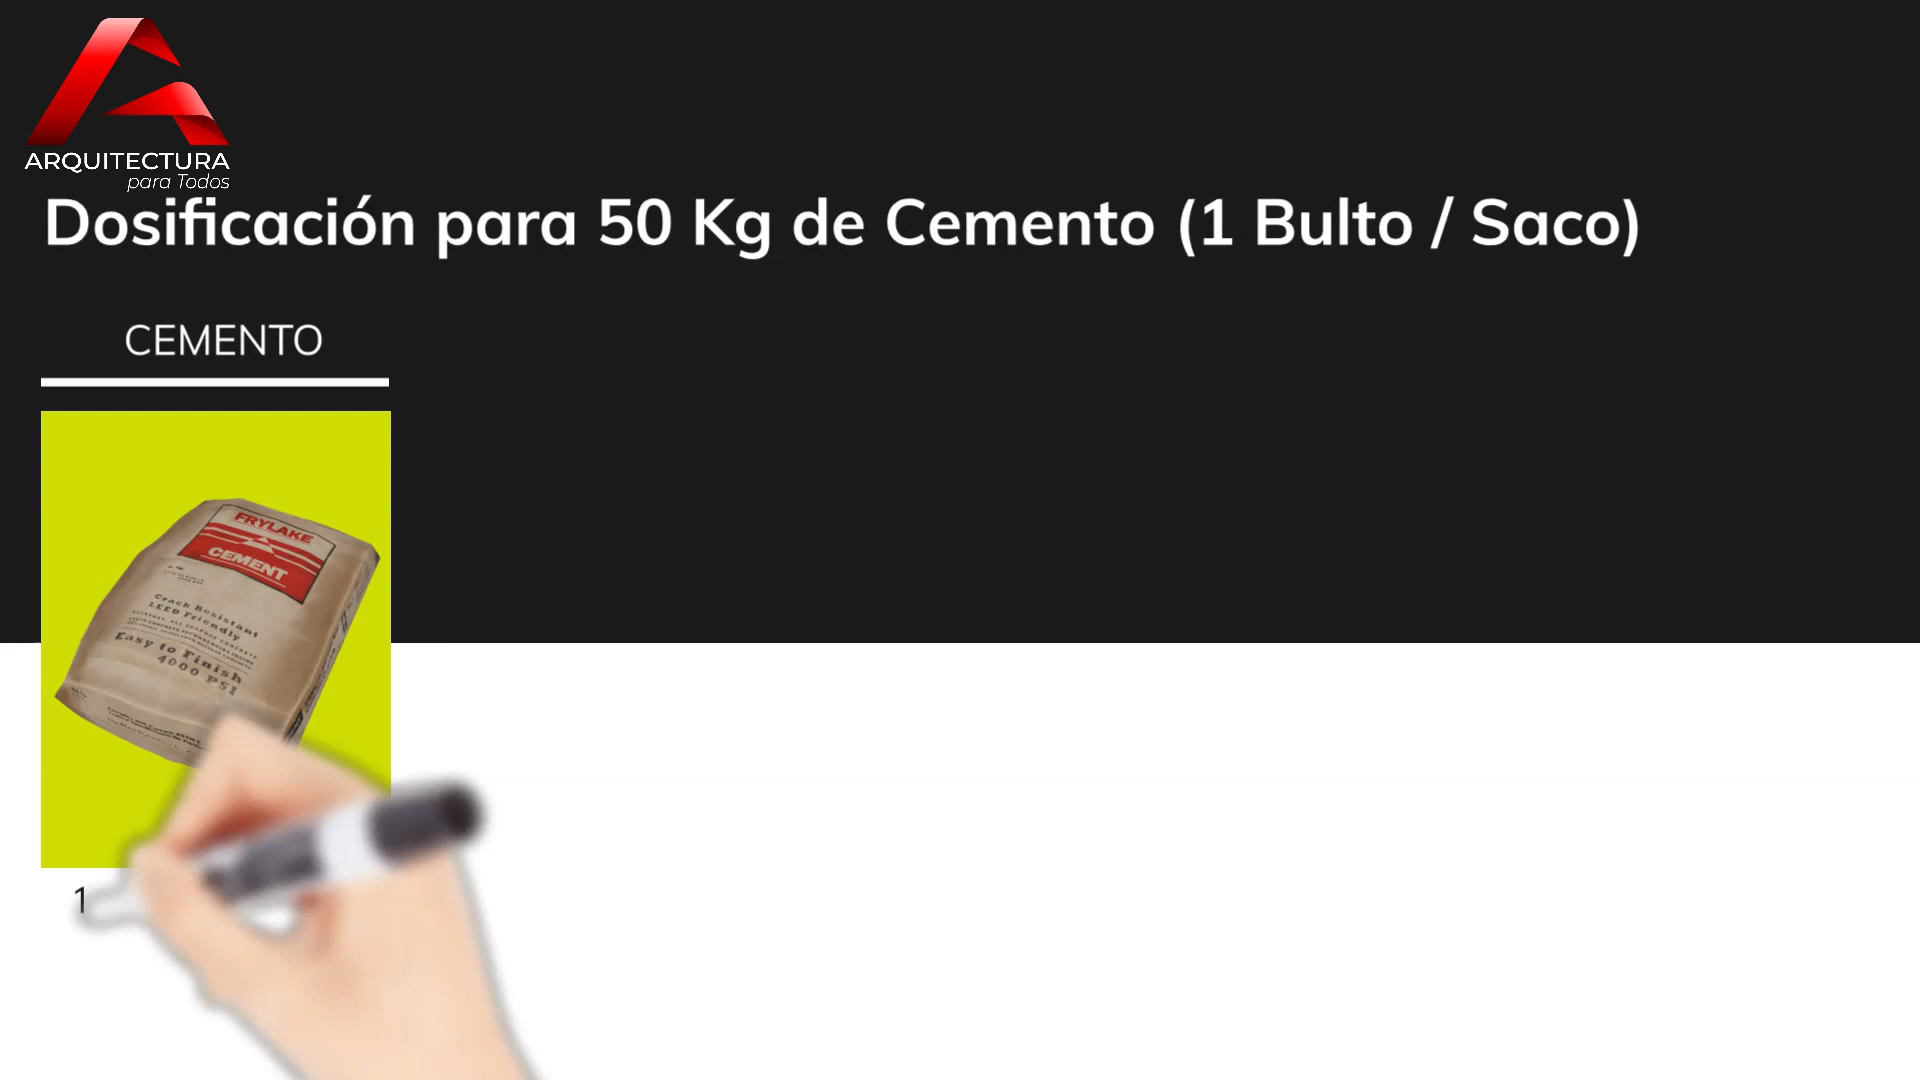 ARQUITECTURA
para Todos
Dosificación para 50 Kg de Cemento (1 Bulto / Saco)
CEMENTO
FRYLAKE
CEMENT
Crack Resistant
LEED Friendly
Easy to Finish
4000 PSI
1